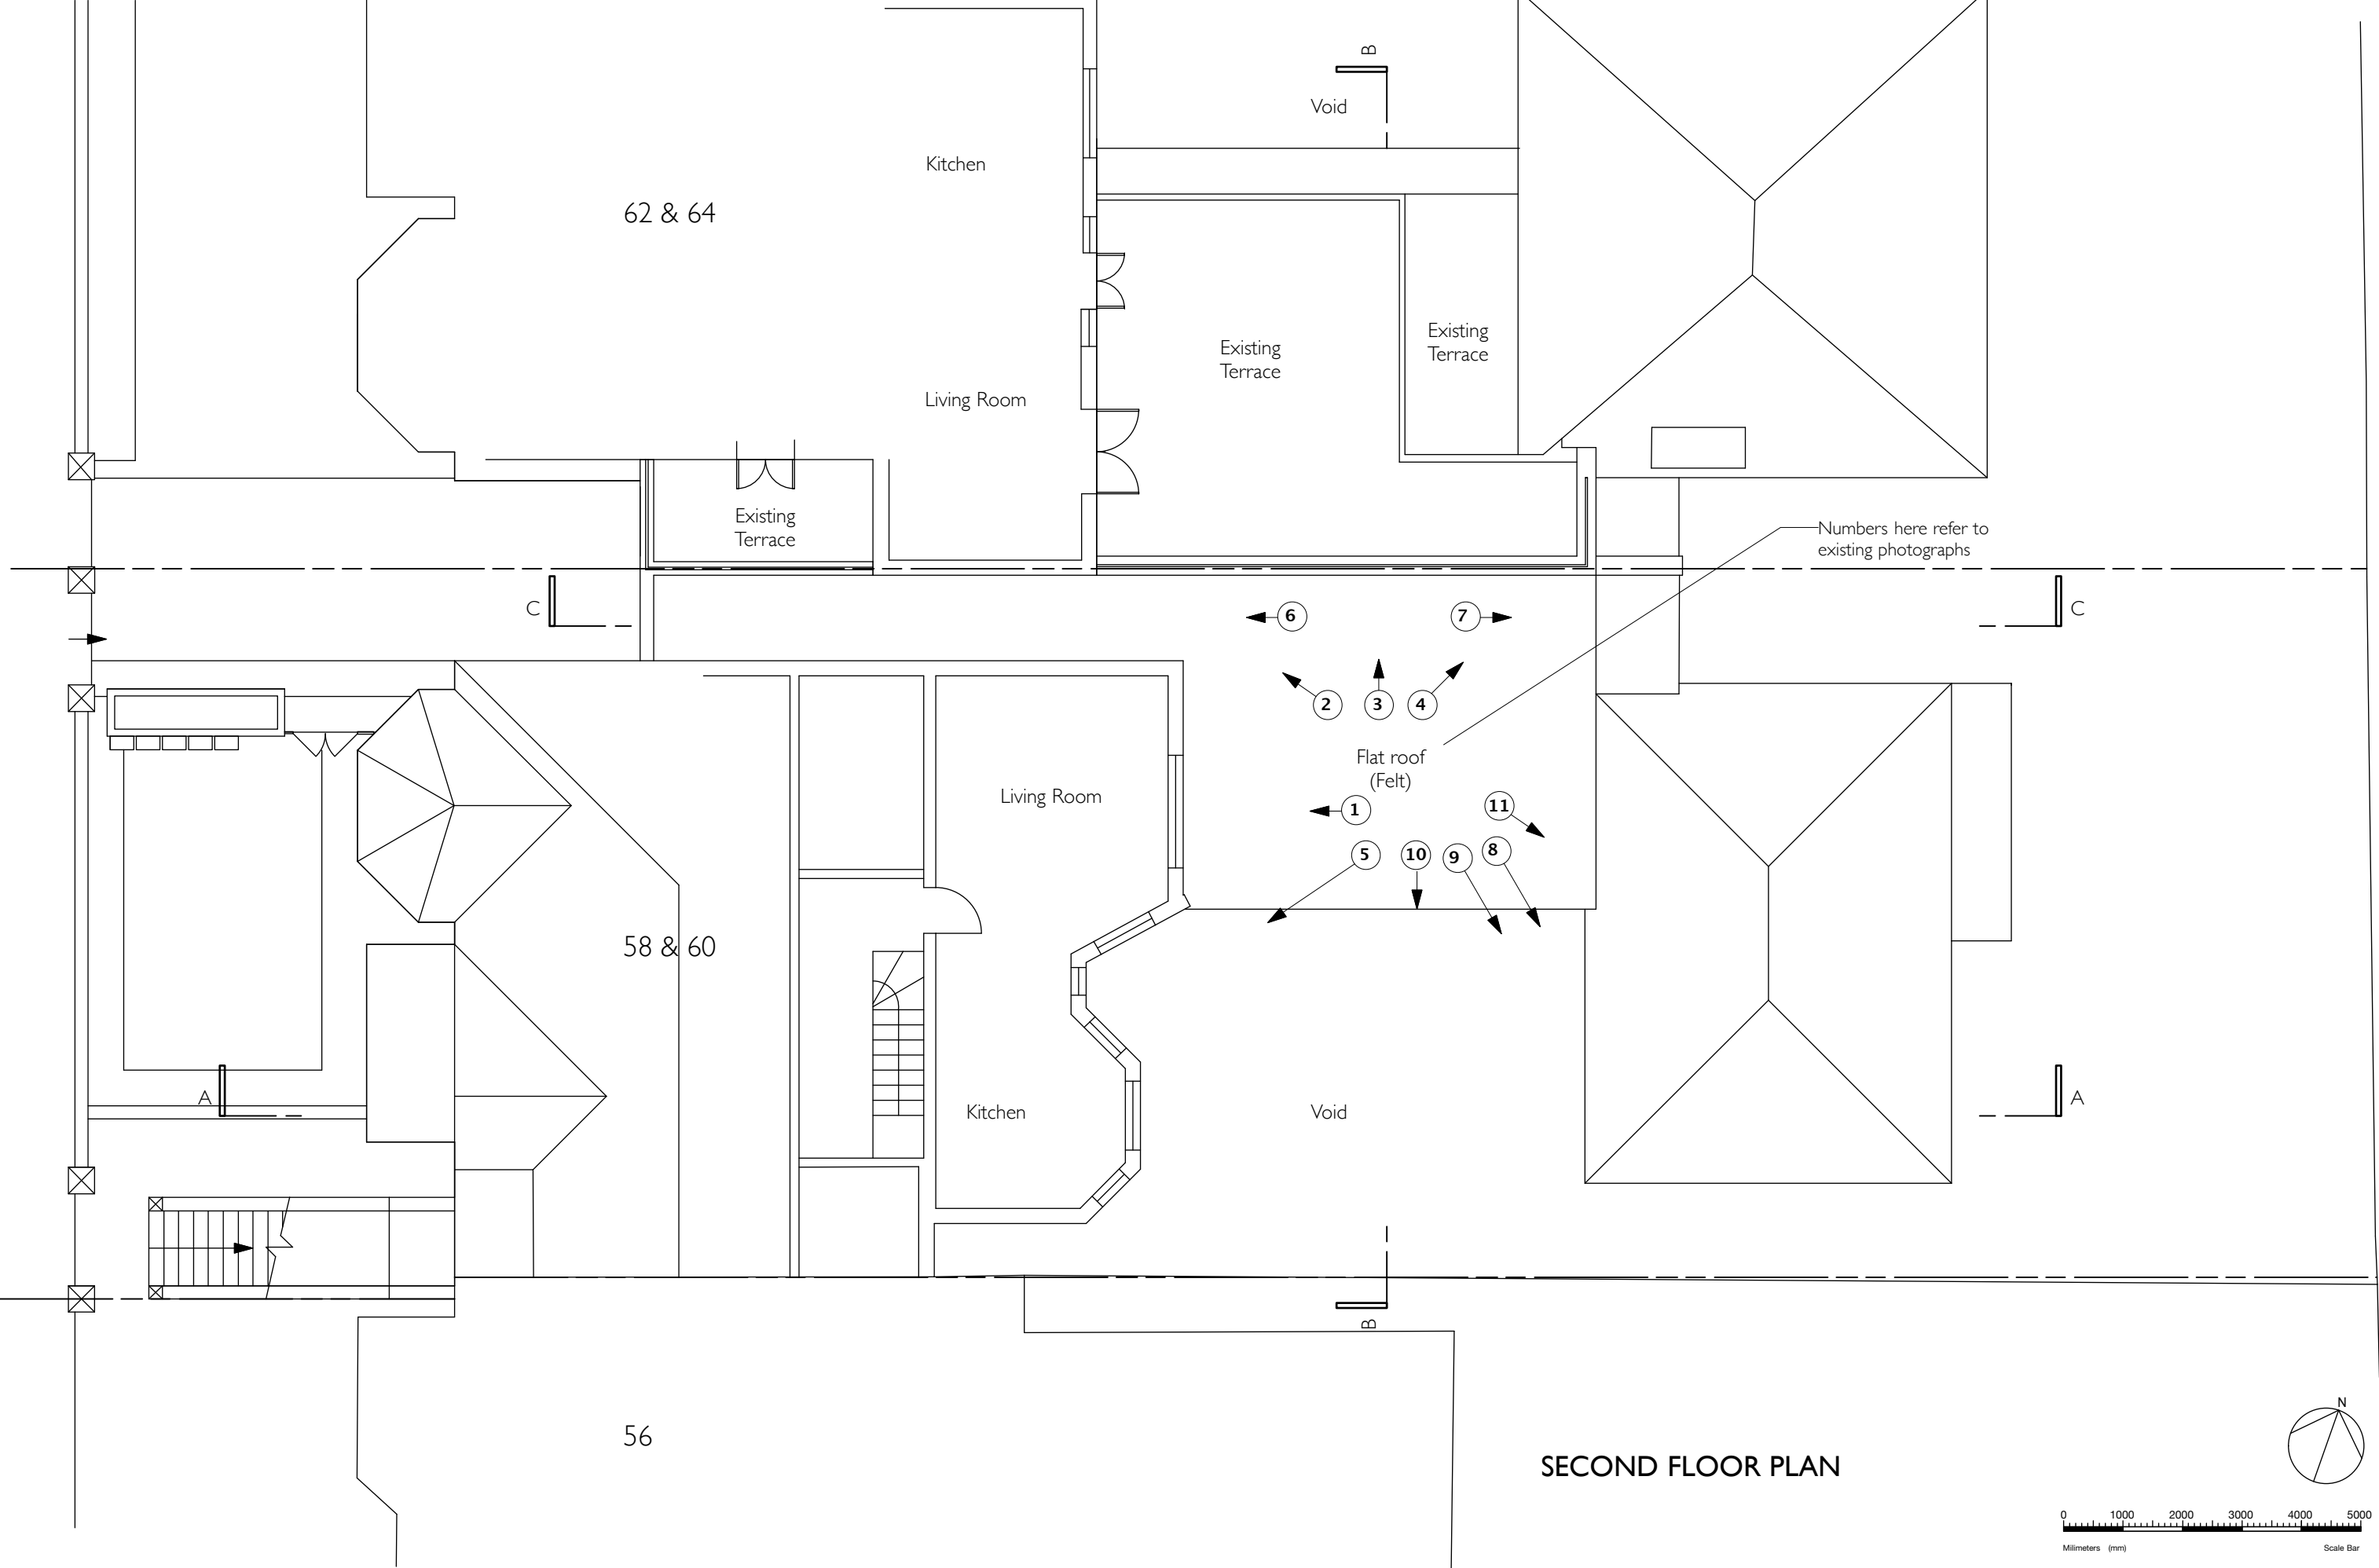 B
Void
Kitchen
62 & 64
Existing
Terrace
Existing
Terrace
Living Room
Existing
Terrace
Numbers here refer to
existing photographs
C
6
7
C
2
3
4
Flat roof
(Felt)
Living Room
1
11
5
10
9
8
58 & 60
A
Kitchen
Void
A
B
56
SECOND FLOOR PLAN
N
0 1000 2000 3000 4000 5000
Milimeters (mm)
Scale Bar